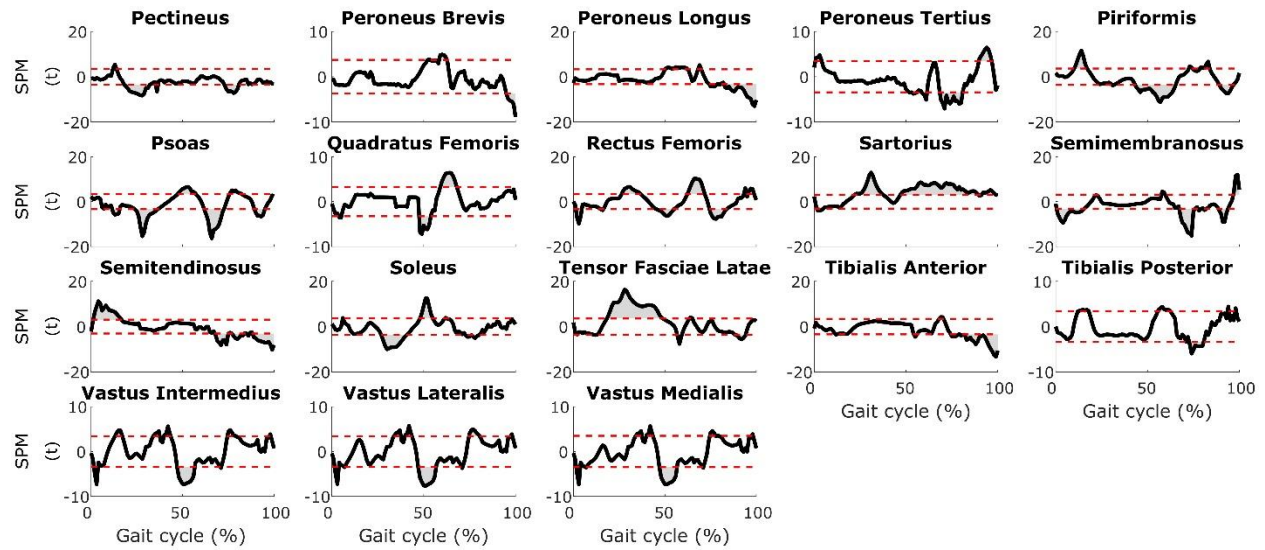 Pectineus Peroneus Brevis Peroneus Longus Peroneus Tertius Piriformis
SPM (t)
20 0 -20
10 0 -10
20 0 -20
10 0 -10
20 0 -20
Psoas Quadratus Femoris Rectus Femoris Sartorius Semimembranosus
20 0 -20
10 0 -10
20 0 -20
20 0 -20
20 0 -20
Semitendinosus Soleus Tensor Fasciae Latae Tibialis Anterior Tibialis Posterior
SPM (t)
20 0 -20
20 0 -20
20 0 -20
20 0 -20
10 0 -10
0 50 100
0 50 100
Gait cycle (%) Gait cycle (%)
Vastus Intermedius Vastus Lateralis Vastus Medialis
SPM (t)
10 0 -10
10 0 -10
10 0 -10
0 50 100
0 50 100
0 50 100
Gait cycle (%) Gait cycle (%) Gait cycle (%)